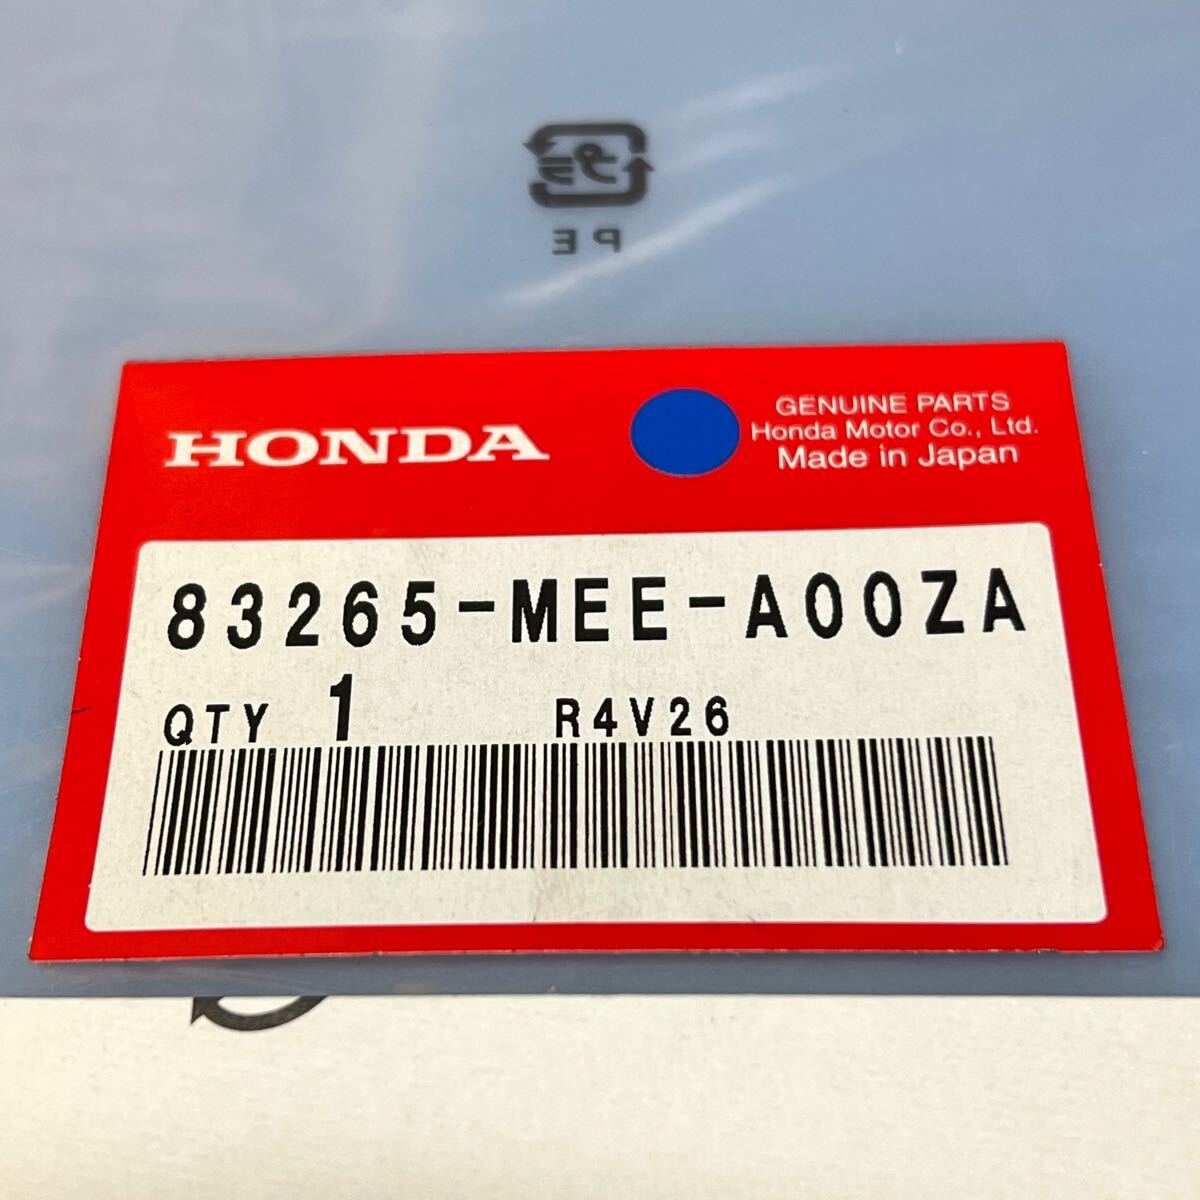 プラ
PE
HONDA
GENUINE PARTS
Honda Motor Co., Ltd.
Made in Japan
83265-MEE-A00ZA
QTY 1 R4V26